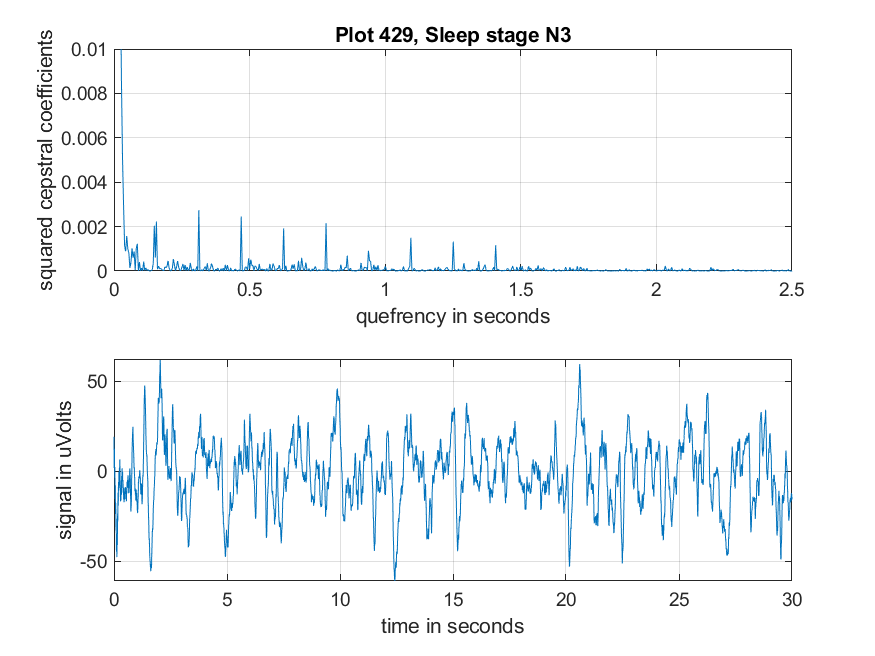 Plot 429, Sleep stage N3
squared cepstral coefficients
0.01
0.008
0.006
0.004
0.002
0
0 0.5 1 1.5 2 2.5
quefrency in seconds
signal in uVolts
50
0
-50
0 5 10 15 20 25 30
time in seconds